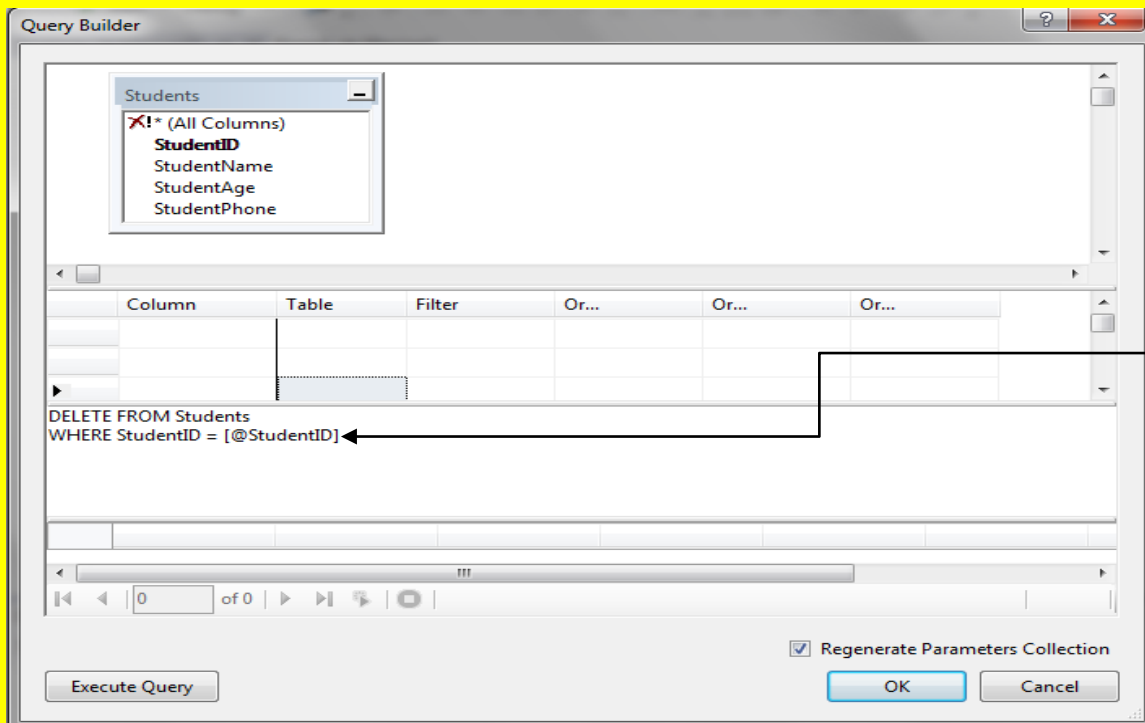 Query Builder
Students
* (All Columns)
StudentID
StudentName
StudentAge
StudentPhone
Column Table Filter Or... Or... Or...
DELETE FROM Students
WHERE StudentID = [@StudentID]
0 of 0
Regenerate Parameters Collection
Execute Query OK Cancel